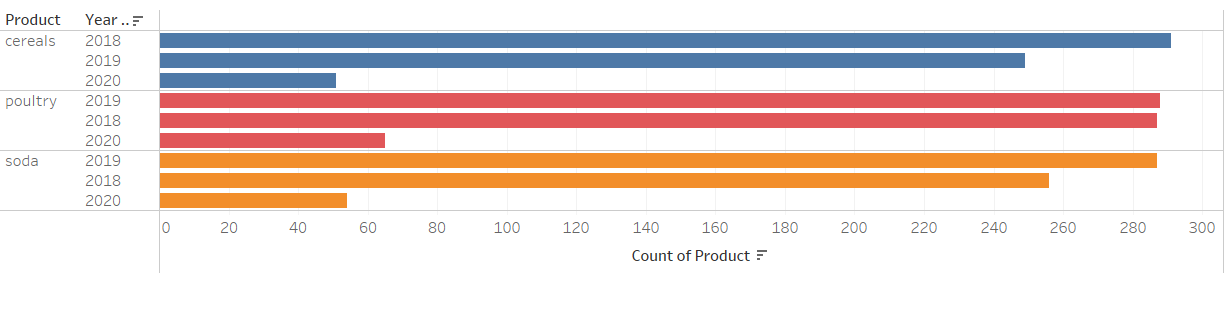 Product Year ..
cereals 2018
2019
2020
poultry 2019
2018
2020
soda 2019
2018
2020
0 20 40 60 80 100 120 140 160 180 200 220 240 260 280 300
Count of Product